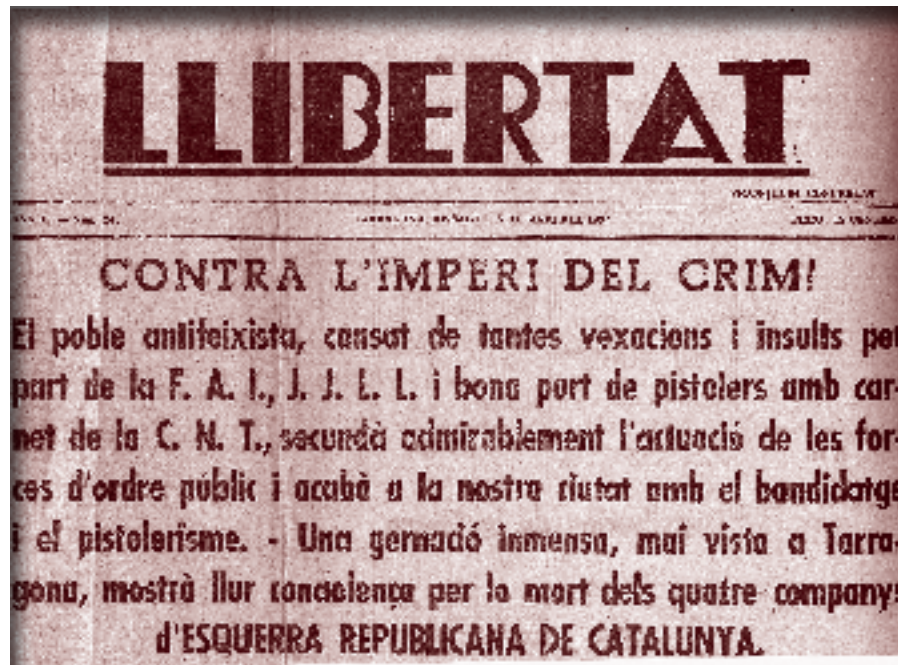 LLIBERTAT
CONTRA L'IMPERI DEL CRIM!
El poble antifeixista, cansat de tantes vexacions i insults per
part de la F. A. I., J. J. L. L. i bona part de pistolers amb car-
net de la C. N. T., secundà admirablement l'actuació de les for-
ces d'ordre públic i acabà a la nostra ciutat amb el bandidatge
i el pistolerisme. - Una gernació inmensa, mai vista a Tarra-
gona, mostrà llur condolença per la mort dels quatre companys
d'ESQUERRA REPUBLICANA DE CATALUNYA.